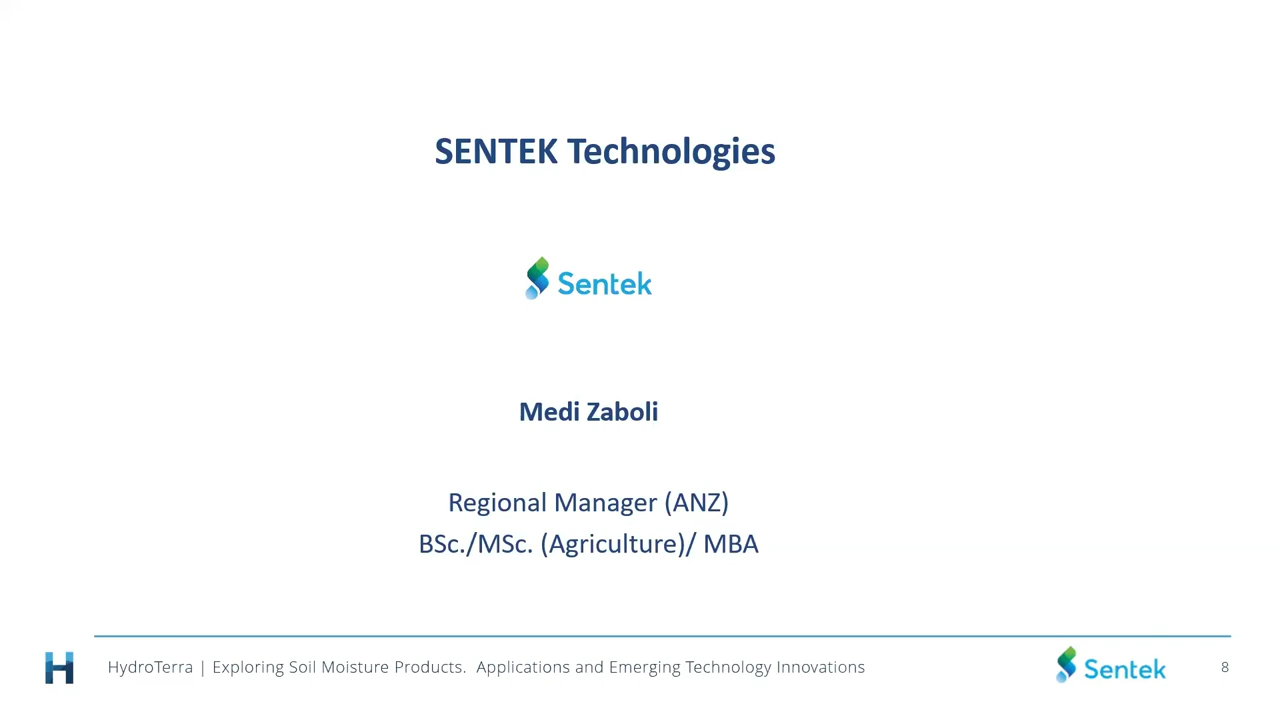 SENTEK Technologies
Sentek
Medi Zaboli
Regional Manager (ANZ)
BSc./MSc. (Agriculture)/ MBA
H HydroTerra | Exploring Soil Moisture Products. Applications and Emerging Technology Innovations Sentek 8